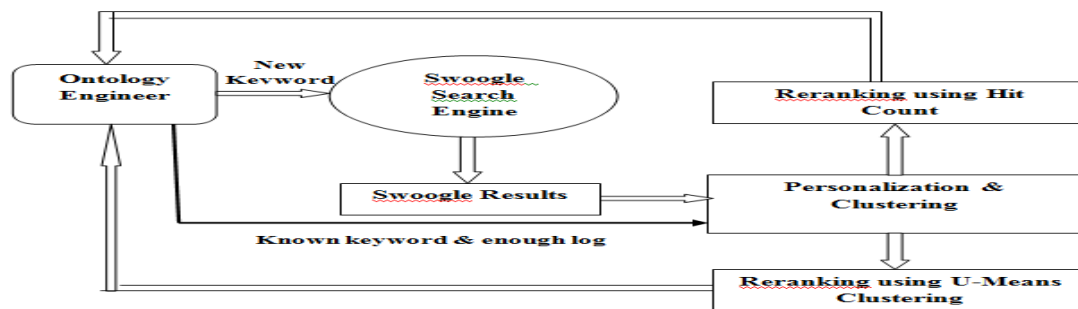 Ontology
Engineer
New
Keyword
Swoogle
Search
Engine
Reranking using Hit
Count
Swoogle Results
Personalization &
Clustering
Known keyword & enough log
Reranking using U-Means
Clustering